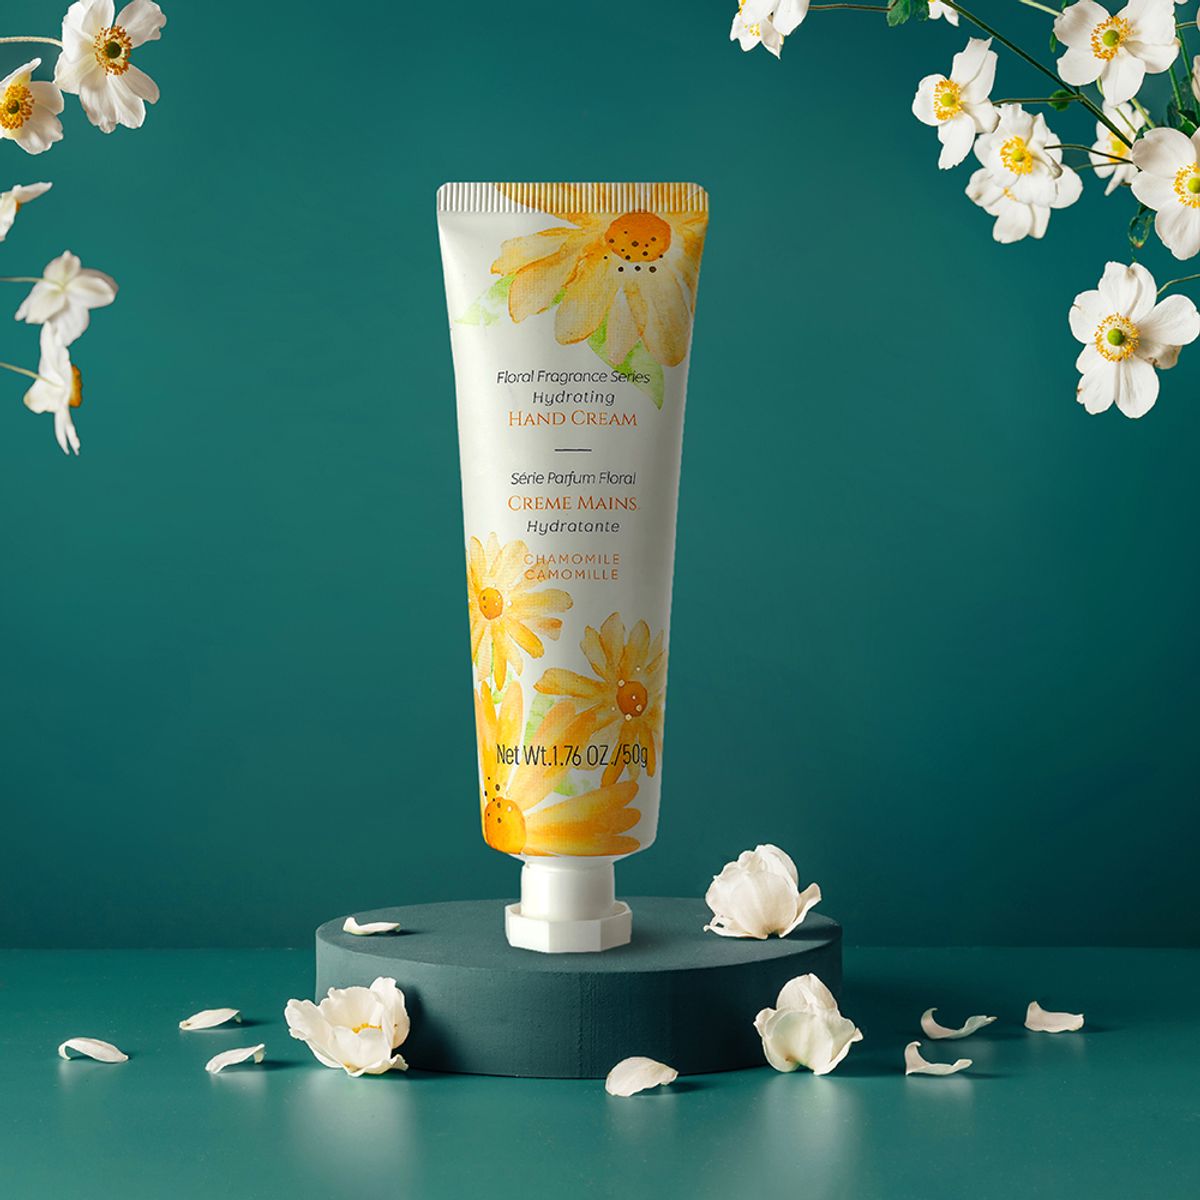 Floral Fragrance Series
Hydrating
HAND CREAM
Série Parfum Floral
CREME MAINS
Hydratante
CHAMOMILE
CAMOMILLE
Net Wt.1.76 OZ./50g